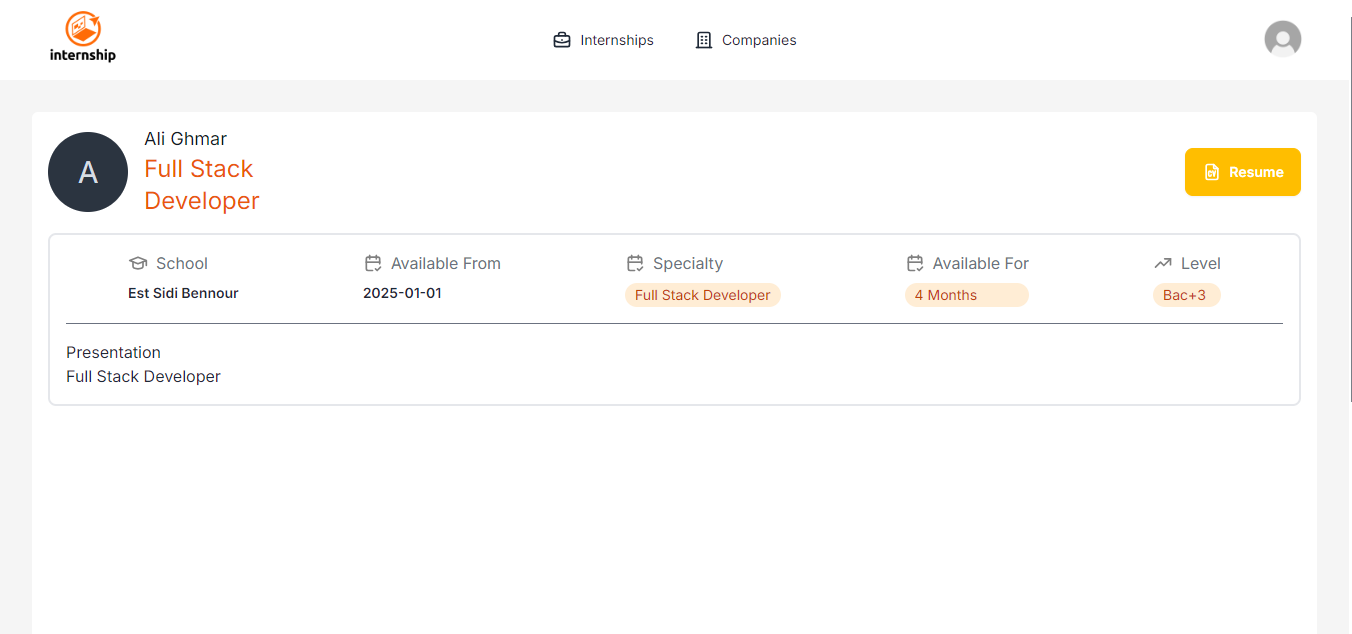 internship
Internships
Companies
A
Ali Ghmar
Full Stack
Developer
Resume
School
Est Sidi Bennour
Available From
2025-01-01
Specialty
Full Stack Developer
Available For
4 Months
Level
Bac+3
Presentation
Full Stack Developer